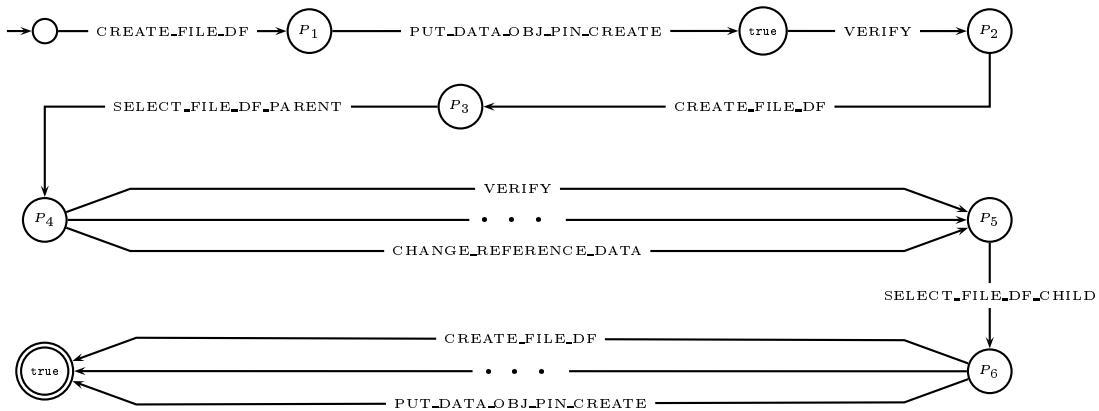 CREATE_FILE_DF P1 PUT_DATA_OBJ_PIN_CREATE true VERIFY P2
SELECT_FILE_DF_PARENT P3 CREATE_FILE_DF
VERIFY
P4 . . . P5
CHANGE_REFERENCE_DATA
SELECT_FILE_DF_CHILD
CREATE_FILE_DF
true . . . P6
PUT_DATA_OBJ_PIN_CREATE